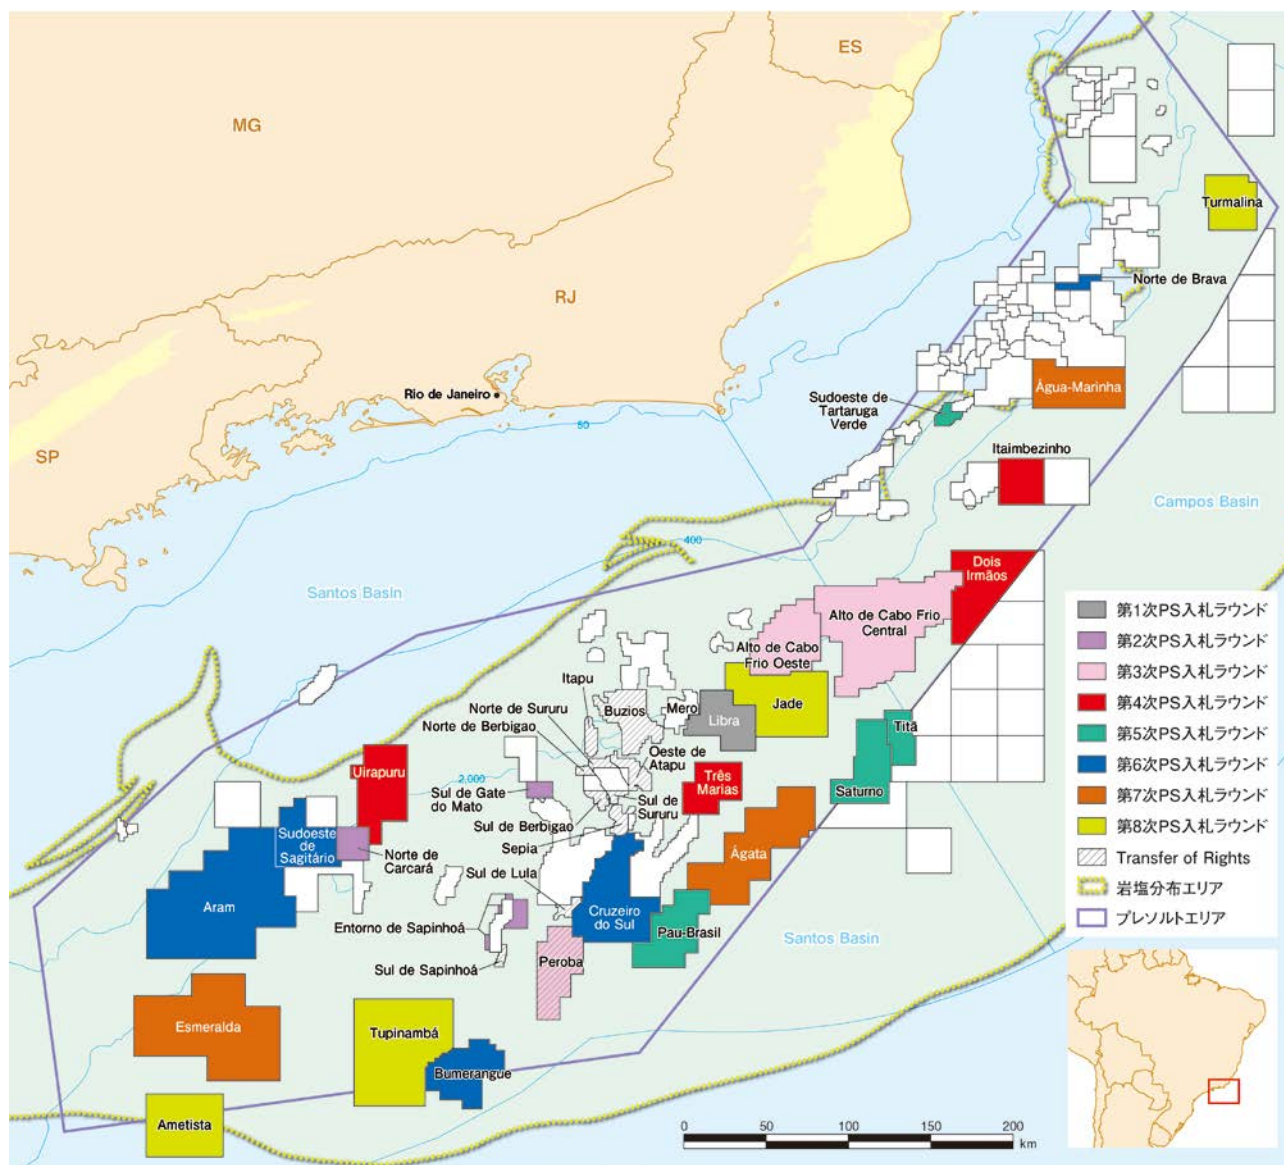 ES
MG
Turmalina
Norte de Brava
RJ
Rio de Janeiro
Água-Marinha
Sudoeste de
Tartaruga
Verde
50
SP
Itaimbezinho
Campos Basin
400
Santos Basin
Dois
Irmãos
Alto de Cabo Frio
Central
Alto de Cabo
Frio Oeste
Itapu
Norte de Sururu
Norte de Berbigao
Buzios
Mero
Libra
Jade
Titã
Oeste de
Atapu
Uirapuru
2,000
Sul de Gate
do Mato
Três
Marias
Saturno
Sul de
Sururu
Sul de Berbigao
Sudoeste
de
Sagitário
Norte de
Carcará
Sepia
Ágata
Sul de Lula
Aram
Cruzeiro
do Sul
Entorno de Sapinhoá
Pau-Brasil
Santos Basin
Peroba
Sul de Sapinhoá
Esmeralda
Tupinambá
Bumerangue
Ametista
第1次PS入札ラウンド
第2次PS入札ラウンド
第3次PS入札ラウンド
第4次PS入札ラウンド
第5次PS入札ラウンド
第6次PS入札ラウンド
第7次PS入札ラウンド
第8次PS入札ラウンド
Transfer of Rights
岩塩分布エリア
プレソルトエリア
0 50 100 150 200
km